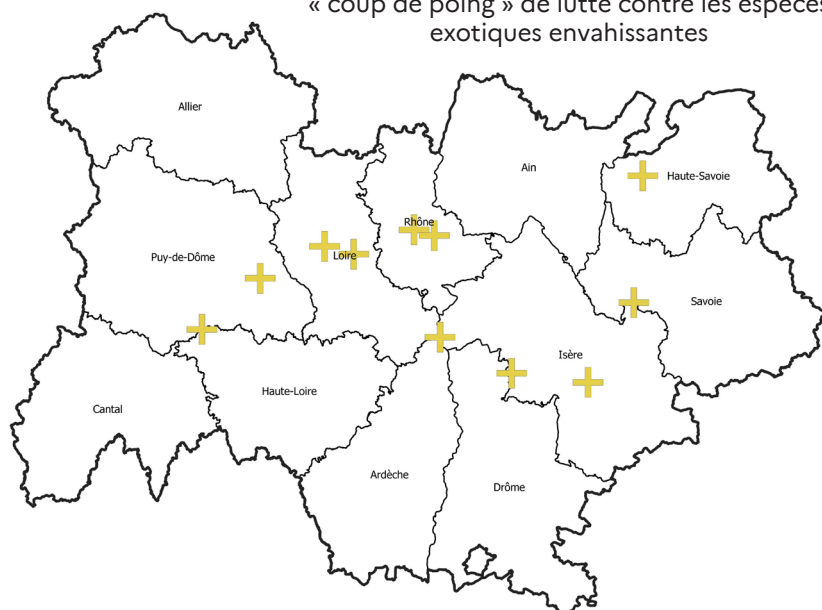 « coup de poing » de lutte contre les espèces
exotiques envahissantes
Allier
Ain
Haute-Savoie
Rhône
Loire
Puy-de-Dôme
Savoie
Isère
Haute-Loire
Cantal
Ardèche
Drôme